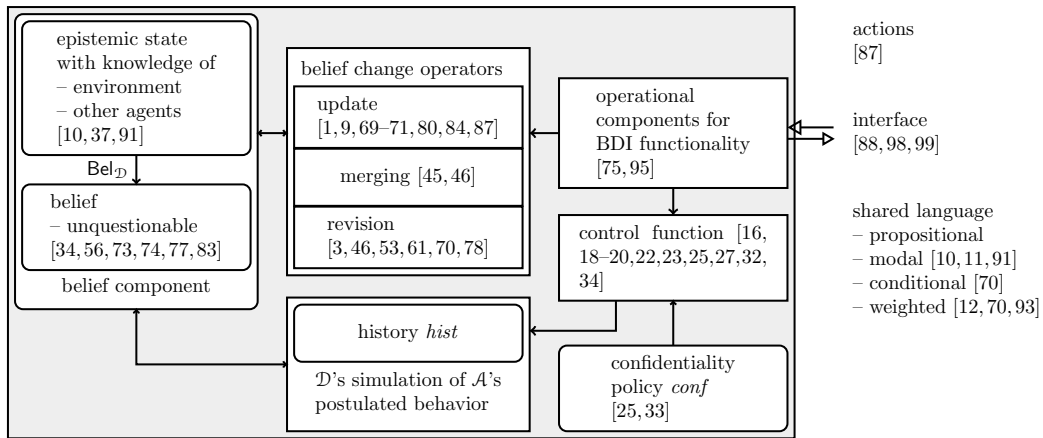 epistemic state
with knowledge of
– environment
– other agents
[10, 37, 91]
Bel𝒟
belief
– unquestionable
[34, 56, 73, 74, 77, 83]
belief component
belief change operators
update
[1, 9, 69–71, 80, 84, 87]
merging [45, 46]
revision
[3, 46, 53, 61, 70, 78]
history hist
𝒟's simulation of 𝒜's
postulated behavior
operational
components for
BDI functionality
[75, 95]
control function [16,
18–20,22,23,25,27,32,
34]
confidentiality
policy conf
[25, 33]
actions
[87]
interface
[88, 98, 99]
shared language
– propositional
– modal [10, 11, 91]
– conditional [70]
– weighted [12, 70, 93]